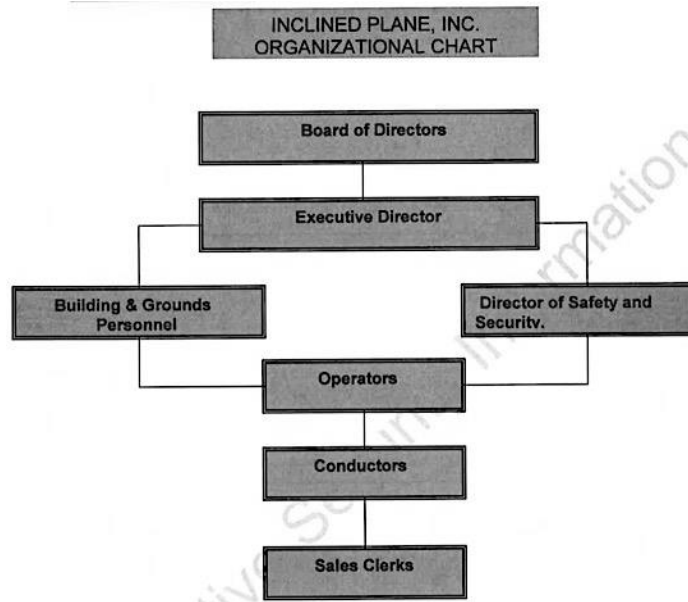 INCLINED PLANE, INC.
ORGANIZATIONAL CHART
Board of Directors
Executive Director
Building & Grounds
Personnel
Director of Safety and
Security.
Operators
Conductors
Sales Clerks